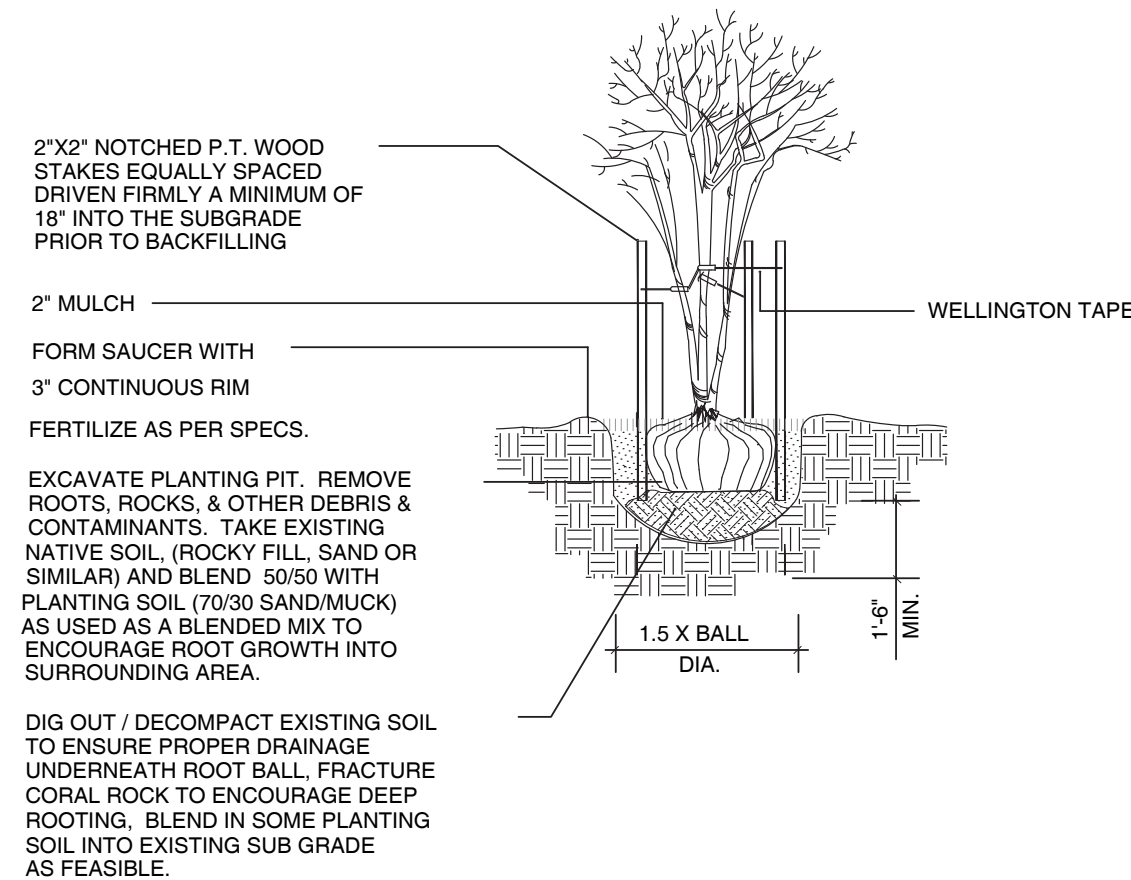 2"X2" NOTCHED P.T. WOOD
STAKES EQUALLY SPACED
DRIVEN FIRMLY A MINIMUM OF
18" INTO THE SUBGRADE
PRIOR TO BACKFILLING
2" MULCH
WELLINGTON TAPE
FORM SAUCER WITH
3" CONTINUOUS RIM
FERTILIZE AS PER SPECS.
EXCAVATE PLANTING PIT. REMOVE
ROOTS, ROCKS, & OTHER DEBRIS &
CONTAMINANTS. TAKE EXISTING
NATIVE SOIL, (ROCKY FILL, SAND OR
SIMILAR) AND BLEND 50/50 WITH
PLANTING SOIL (70/30 SAND/MUCK)
AS USED AS A BLENDED MIX TO
ENCOURAGE ROOT GROWTH INTO
SURROUNDING AREA.
1.5 X BALL
DIA.
1'-6"
MIN.
DIG OUT / DECOMPACT EXISTING SOIL
TO ENSURE PROPER DRAINAGE
UNDERNEATH ROOT BALL, FRACTURE
CORAL ROCK TO ENCOURAGE DEEP
ROOTING, BLEND IN SOME PLANTING
SOIL INTO EXISTING SUB GRADE
AS FEASIBLE.